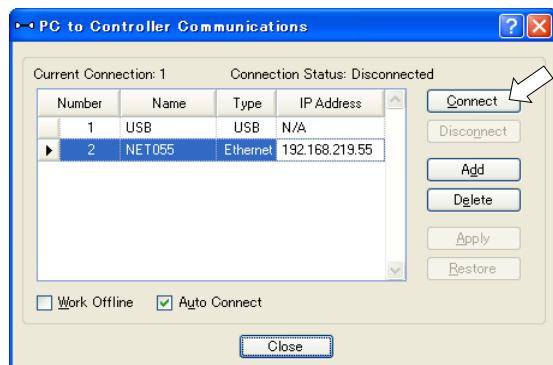 PC to Controller Communications
Current Connection: 1 Connection Status: Disconnected
Number Name Type IP Address
1 USB USB N/A
2 NET055 Ethernet 192.168.219.55
Connect
Disconnect
Add
Delete
Apply
Restore
Work Offline Auto Connect
Close